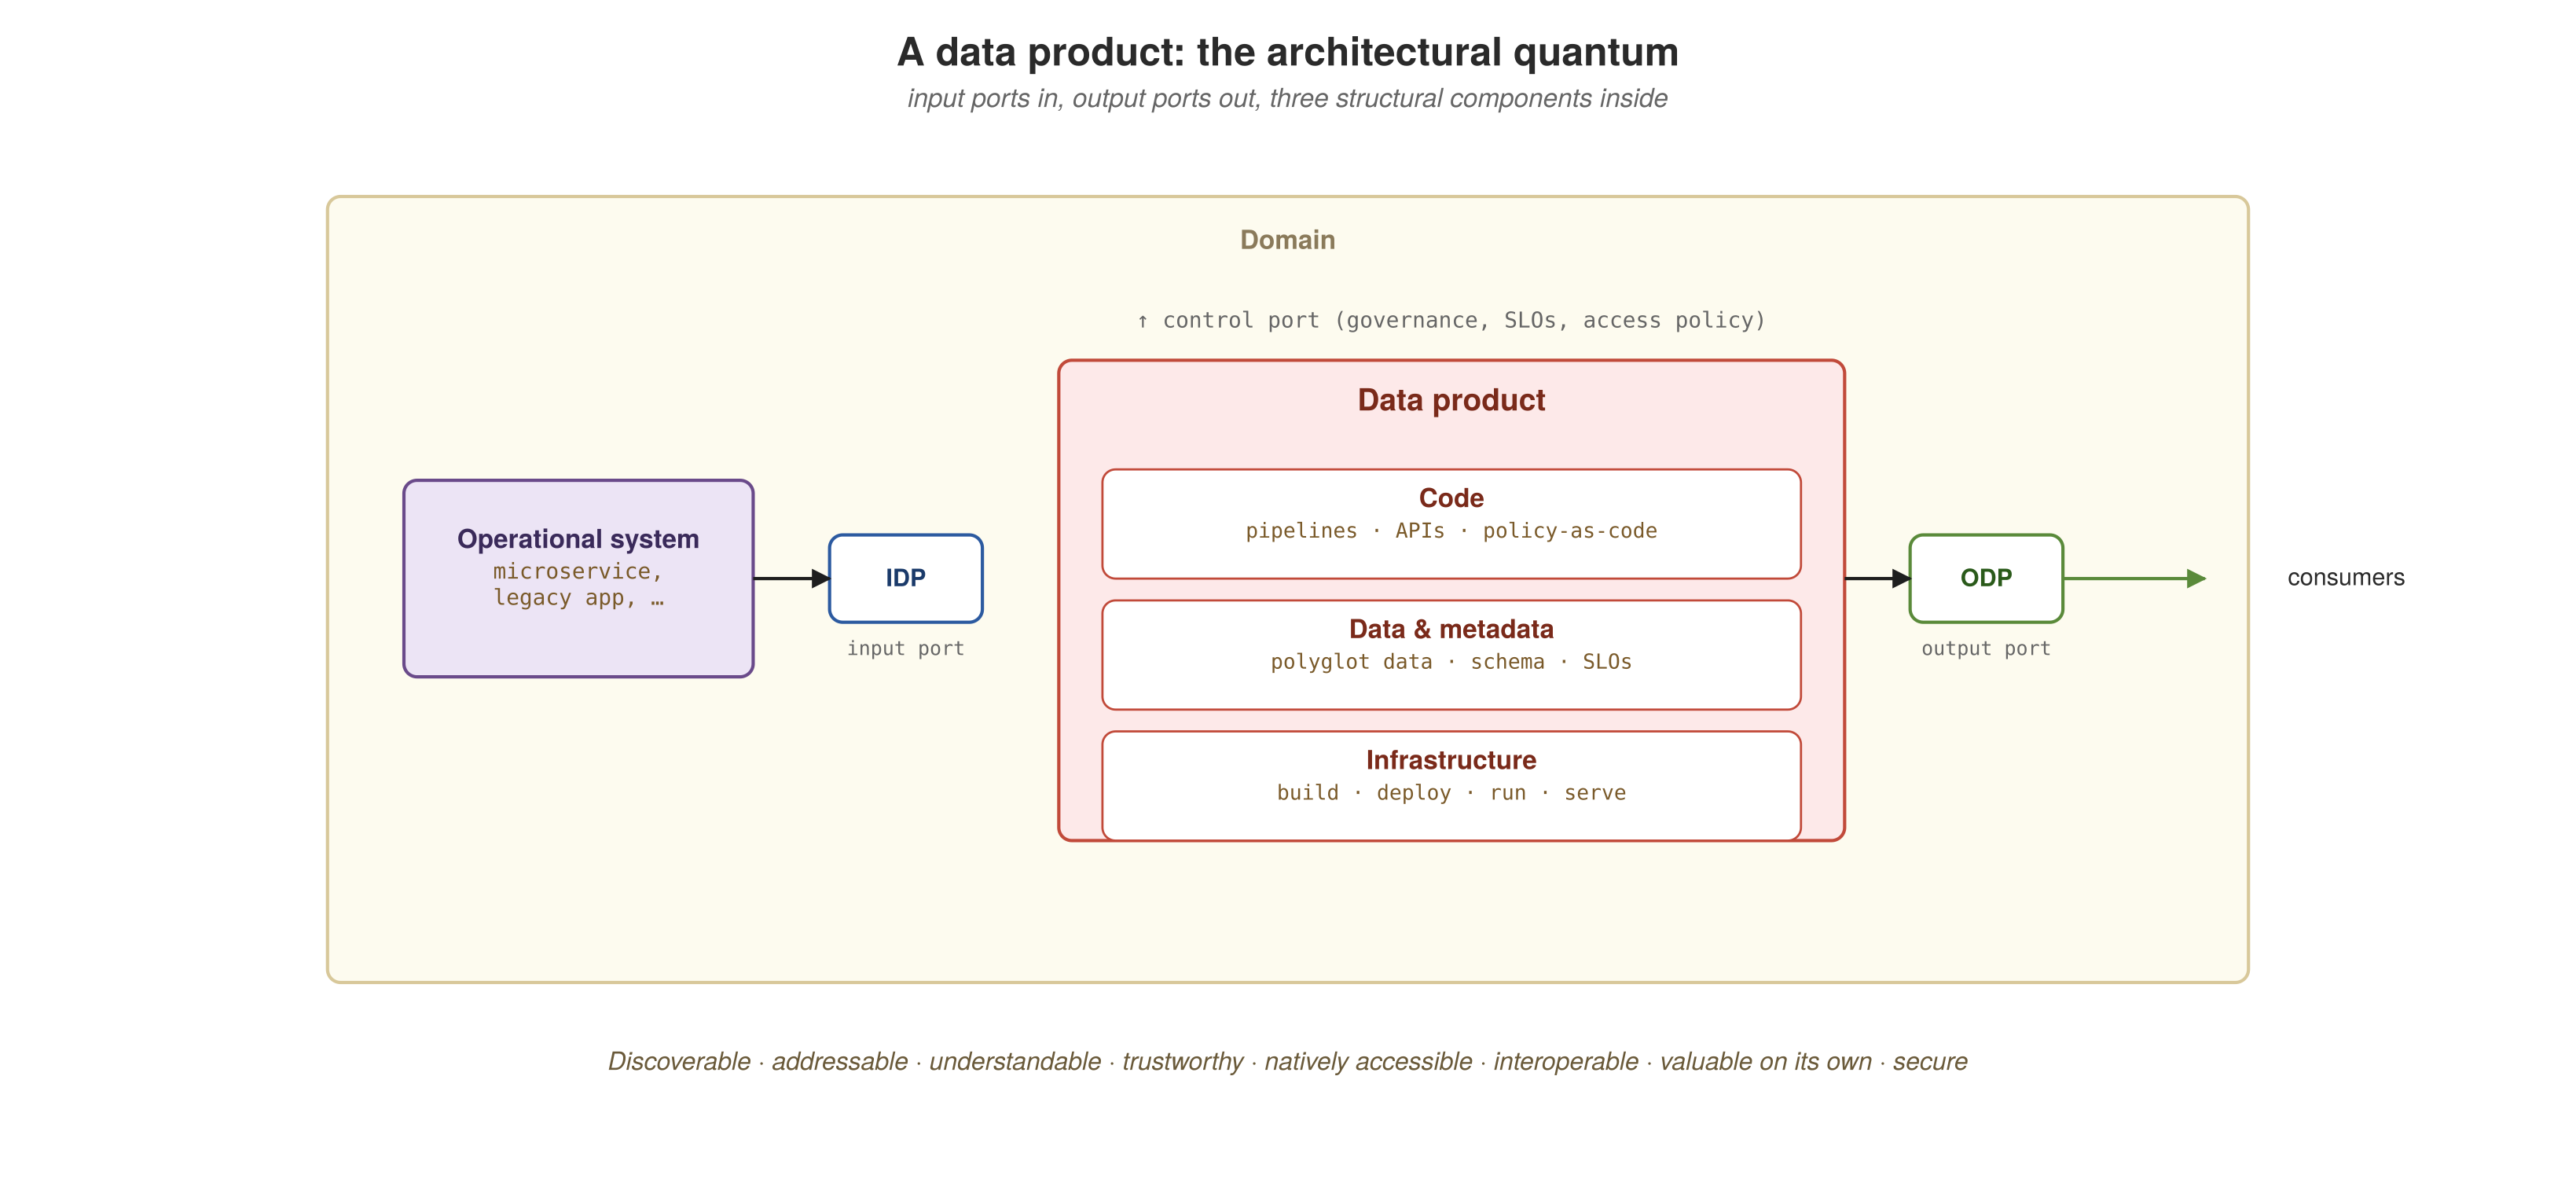 A data product: the architectural quantum
input ports in, output ports out, three structural components inside
Domain
↑ control port (governance, SLOs, access policy)
Data product
Code
pipelines · APIs · policy-as-code
Operational system
microservice,
legacy app, …
IDP
input port
Data & metadata
polyglot data · schema · SLOs
Infrastructure
build · deploy · run · serve
ODP
output port
consumers
Discoverable · addressable · understandable · trustworthy · natively accessible · interoperable · valuable on its own · secure